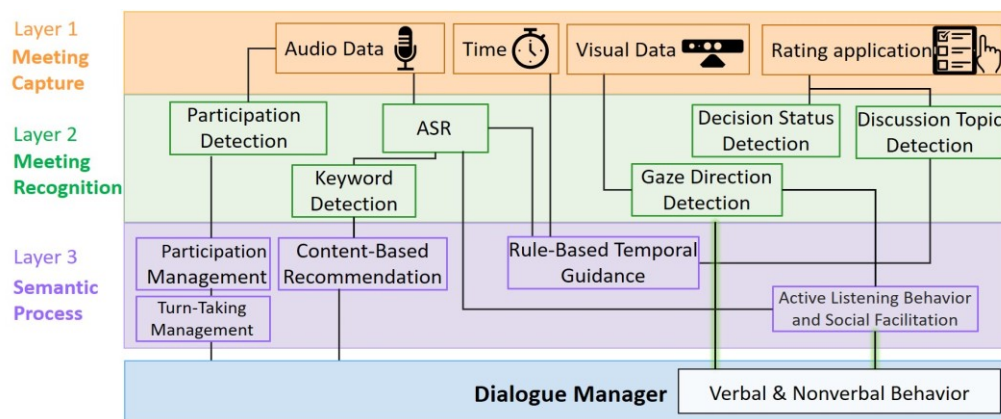 Layer 1
Meeting
Capture
Audio Data
Time
Visual Data
Rating application
Layer 2
Meeting
Recognition
Participation
Detection
ASR
Keyword
Detection
Decision Status
Detection
Discussion Topic
Detection
Gaze Direction
Detection
Layer 3
Semantic
Process
Participation
Management
Turn-Taking
Management
Content-Based
Recommendation
Rule-Based Temporal
Guidance
Active Listening Behavior
and Social Facilitation
Dialogue Manager
Verbal & Nonverbal Behavior